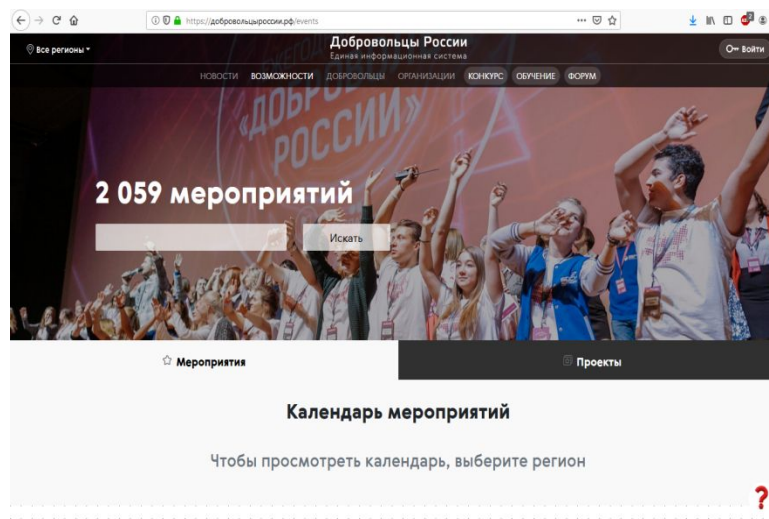 https://добровольцыроссии.рф/events
Все регионы
Добровольцы России
Единая информационная система
Войти
НОВОСТИ ВОЗМОЖНОСТИ ДОБРОВОЛЬЦЫ ОРГАНИЗАЦИИ КОНКУРС ОБУЧЕНИЕ ФОРУМ
РОССИИ»
2 059 мероприятий
Искать
Мероприятия
Проекты
Календарь мероприятий
Чтобы просмотреть календарь, выберите регион
?